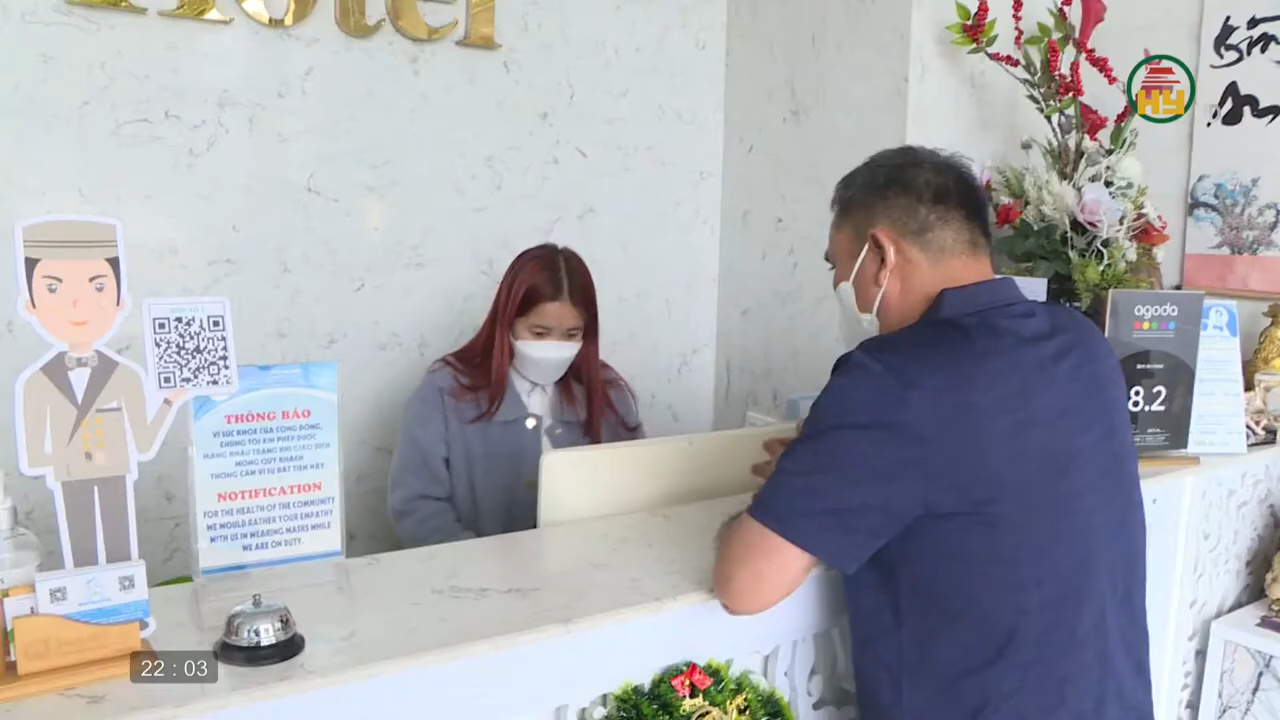 Hotel
HY
agoda
8.2
THÔNG BÁO
VÌ SỨC KHỎE CỦA CỘNG ĐỒNG,
CHÚNG TÔI XIN PHÉP ĐƯỢC
MANG KHẨU TRANG KHI GIAO DỊCH
MONG QUÝ KHÁCH
THÔNG CẢM VÌ SỰ BẤT TIỆN NÀY.
NOTIFICATION
FOR THE HEALTH OF THE COMMUNITY
WE WOULD RATHER YOUR EMPATHY
WITH US IN WEARING MASKS WHILE
WE ARE ON DUTY.
22 : 03